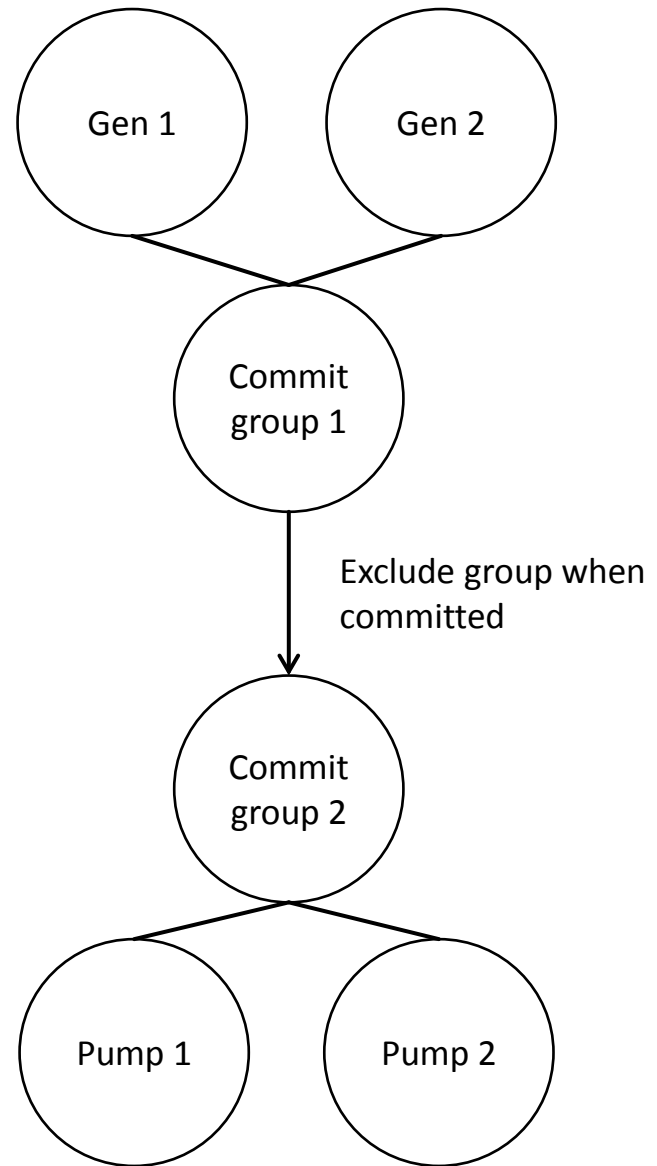 Gen 1
Gen 2
Commit
group 1
Exclude group when
committed
Commit
group 2
Pump 1
Pump 2